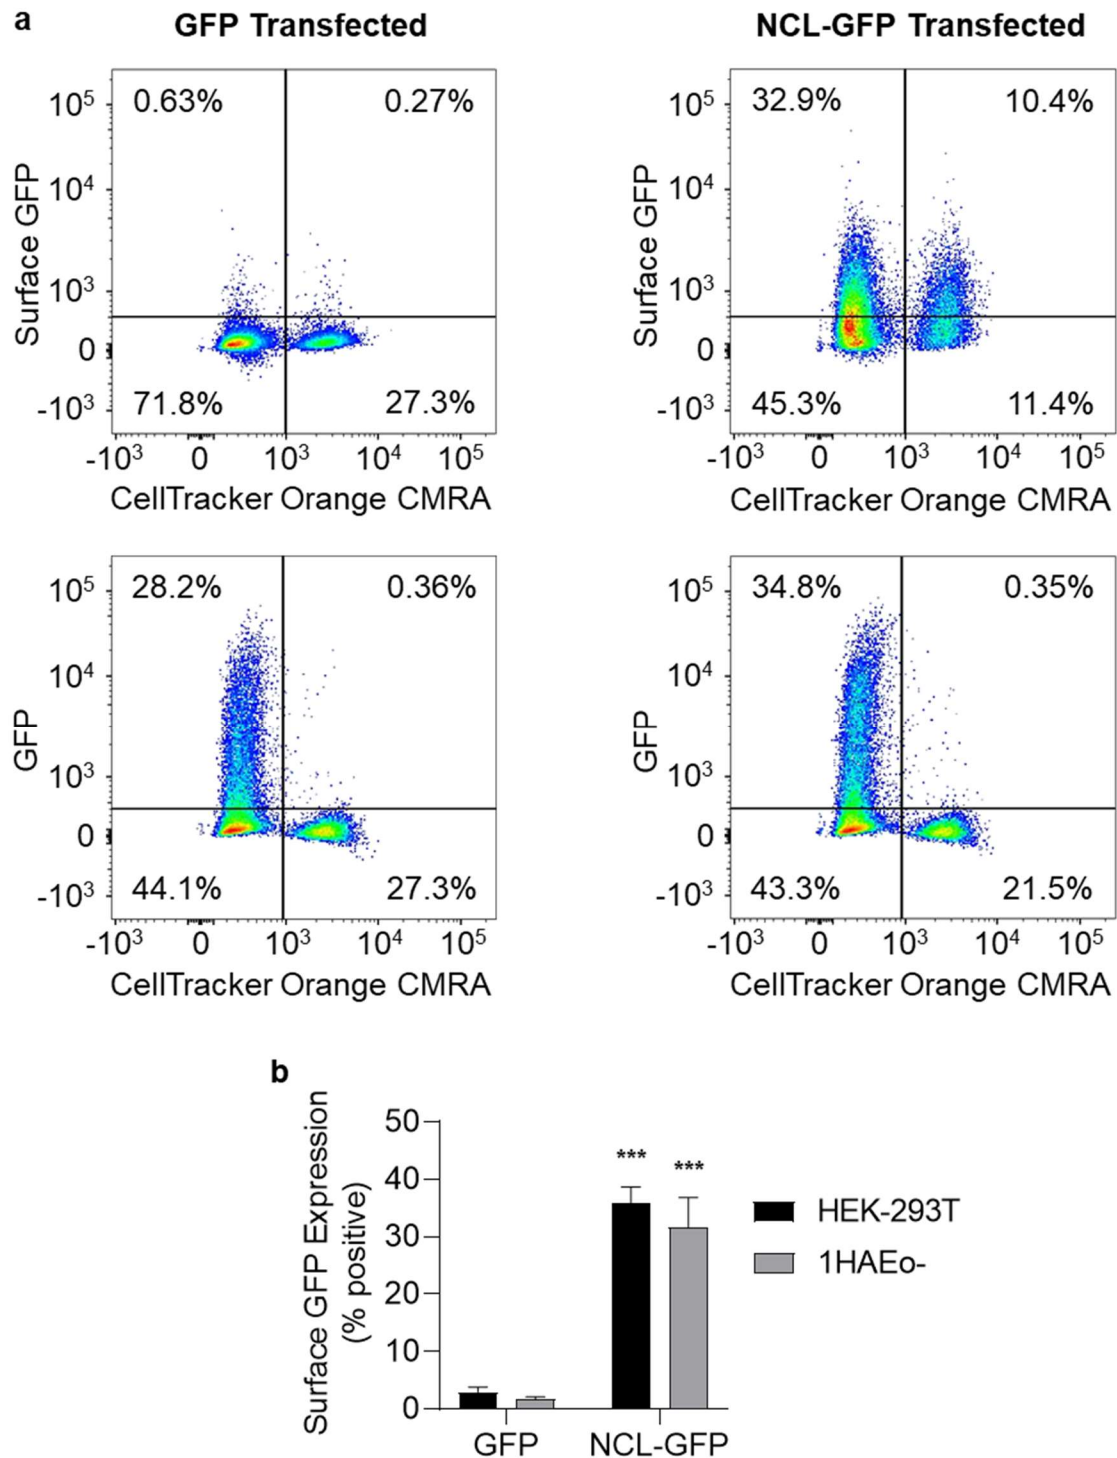 a
GFP Transfected
NCL-GFP Transfected
Surface GFP
10⁵
10⁴
10³
0
-10³
0.63%
0.27%
71.8%
27.3%
-10³ 0 10³ 10⁴ 10⁵
CellTracker Orange CMRA
Surface GFP
10⁵
10⁴
10³
0
-10³
32.9%
10.4%
45.3%
11.4%
-10³ 0 10³ 10⁴ 10⁵
CellTracker Orange CMRA
GFP
10⁵
10⁴
10³
0
-10³
28.2%
0.36%
44.1%
27.3%
-10³ 0 10³ 10⁴ 10⁵
CellTracker Orange CMRA
GFP
10⁵
10⁴
10³
0
-10³
34.8%
0.35%
43.3%
21.5%
-10³ 0 10³ 10⁴ 10⁵
CellTracker Orange CMRA
b
Surface GFP Expression
(% positive)
50
40
30
20
10
0
***
***
GFP
NCL-GFP
HEK-293T
1HAEo-